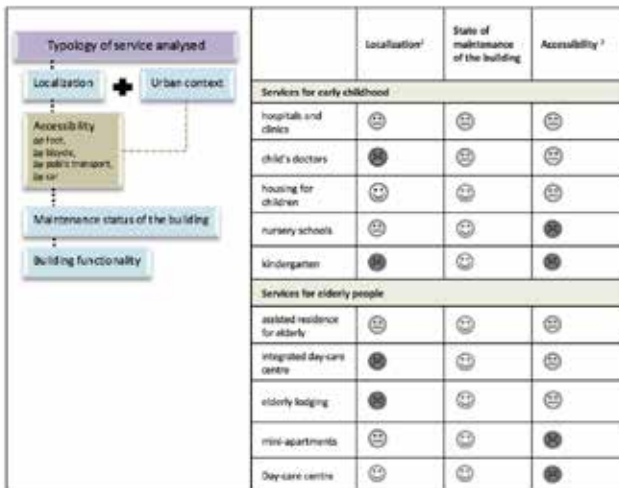 Typology of service analysed
Localization
Urban context
Accessibility
by foot,
by bicycle,
by public transport,
by car
Maintenance status of the building
Building functionality
Localization¹
State of
maintenance
of the building
Accessibility ²
Services for early childhood
hospitals and
clinics
child's doctors
housing for
children
nursery schools
kindergarten
Services for elderly people
assisted residence
for elderly
integrated day-care
centre
elderly lodging
mini-apartments
Day-care centre